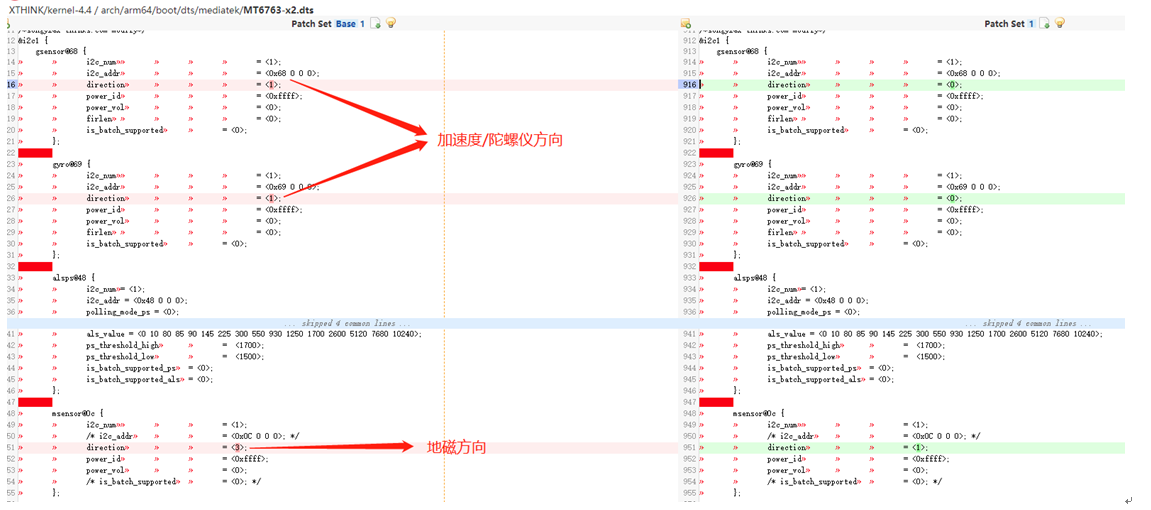 XTHINK/kernel-4.4 / arch/arm64/boot/dts/mediatek/MT6763-x2.dts
Patch Set Base 1
12 &i2c1 {
13 gsensor@68 {
14 » » i2c_num»» » » » » = <1>;
15 » » i2c_addr» » » » » = <0x68 0 0 0>;
16 » » direction» » » » » = <1>;
17 » » power_id» » » » » = <0xffff>;
18 » » power_vol» » » » » = <0>;
19 » » firlen» » » » » » = <0>;
20 » » is_batch_supported» » » = <0>;
21 » };
22
23 » gyro@69 {
24 » » i2c_num»» » » » » = <1>;
25 » » i2c_addr» » » » » = <0x69 0 0 0>;
26 » » direction» » » » » = <1>;
27 » » power_id» » » » » = <0xffff>;
28 » » power_vol» » » » » = <0>;
29 » » firlen» » » » » » = <0>;
30 » » is_batch_supported» » » = <0>;
31 » };
32
33 » alsps@48 {
34 » » i2c_num»= <1>;
35 » » i2c_addr = <0x48 0 0 0>;
36 » » polling_mode_ps = <0>;
... skipped 4 common lines ...
41 » » als_value = <0 10 80 85 90 145 225 300 550 930 1250 1700 2600 5120 7680 10240>;
42 » » ps_threshold_high» » » = <1700>;
43 » » ps_threshold_low» » » = <1500>;
44 » » is_batch_supported_ps» = <0>;
45 » » is_batch_supported_als» = <0>;
46 » };
47
48 » msensor@0c {
49 » » i2c_num»» » » = <1>;
50 » » /* i2c_addr» » » = <0x0C 0 0 0>; */
51 » » direction» » » » = <3>;
52 » » power_id» » » » = <0xffff>;
53 » » power_vol» » » » = <0>;
54 » » /* is_batch_supported» » = <0>; */
55 » };
加速度/陀螺仪方向
地磁方向
Patch Set 1
912 &i2c1 {
913 gsensor@68 {
914 » » i2c_num»» » » » » = <1>;
915 » » i2c_addr» » » » » = <0x68 0 0 0>;
916 » » direction» » » » » = <0>;
917 » » power_id» » » » » = <0xffff>;
918 » » power_vol» » » » » = <0>;
919 » » firlen» » » » » » = <0>;
920 » » is_batch_supported» » » = <0>;
921 » };
922
923 » gyro@69 {
924 » » i2c_num»» » » » » = <1>;
925 » » i2c_addr» » » » » = <0x69 0 0 0>;
926 » » direction» » » » » = <0>;
927 » » power_id» » » » » = <0xffff>;
928 » » power_vol» » » » » = <0>;
929 » » firlen» » » » » » = <0>;
930 » » is_batch_supported» » » = <0>;
931 » };
932
933 » alsps@48 {
934 » » i2c_num»= <1>;
935 » » i2c_addr = <0x48 0 0 0>;
936 » » polling_mode_ps = <0>;
... skipped 4 common lines ...
941 » » als_value = <0 10 80 85 90 145 225 300 550 930 1250 1700 2600 5120 7680 10240>;
942 » » ps_threshold_high» » » = <1700>;
943 » » ps_threshold_low» » » = <1500>;
944 » » is_batch_supported_ps» = <0>;
945 » » is_batch_supported_als» = <0>;
946 » };
947
948 » msensor@0c {
949 » » i2c_num»» » » = <1>;
950 » » /* i2c_addr» » » = <0x0C 0 0 0>; */
951 » » direction» » » » = <1>;
952 » » power_id» » » » = <0xffff>;
953 » » power_vol» » » » = <0>;
954 » » /* is_batch_supported» » = <0>; */
955 » };